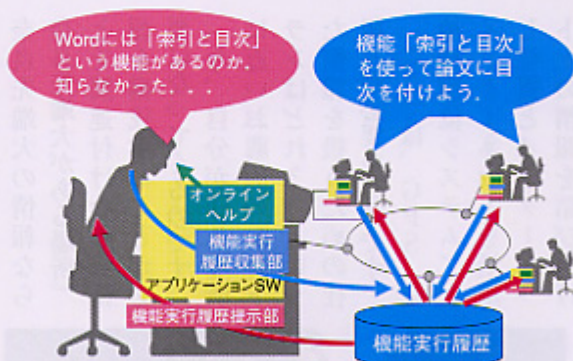 Wordには「索引と目次」
という機能があるのか．
知らなかった．．．
機能「索引と目次」
を使って論文に目
次を付けよう．
オンライン
ヘルプ
機能実行
履歴収集部
アプリケーションSW
機能実行履歴提示部
機能実行履歴